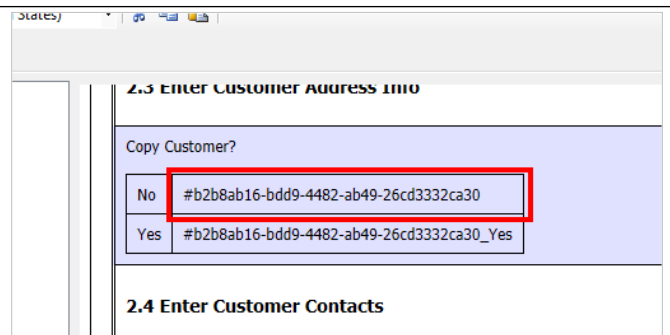 States)
2.3 Enter Customer Address Info
Copy Customer?
No #b2b8ab16-bdd9-4482-ab49-26cd3332ca30
Yes #b2b8ab16-bdd9-4482-ab49-26cd3332ca30_Yes
2.4 Enter Customer Contacts